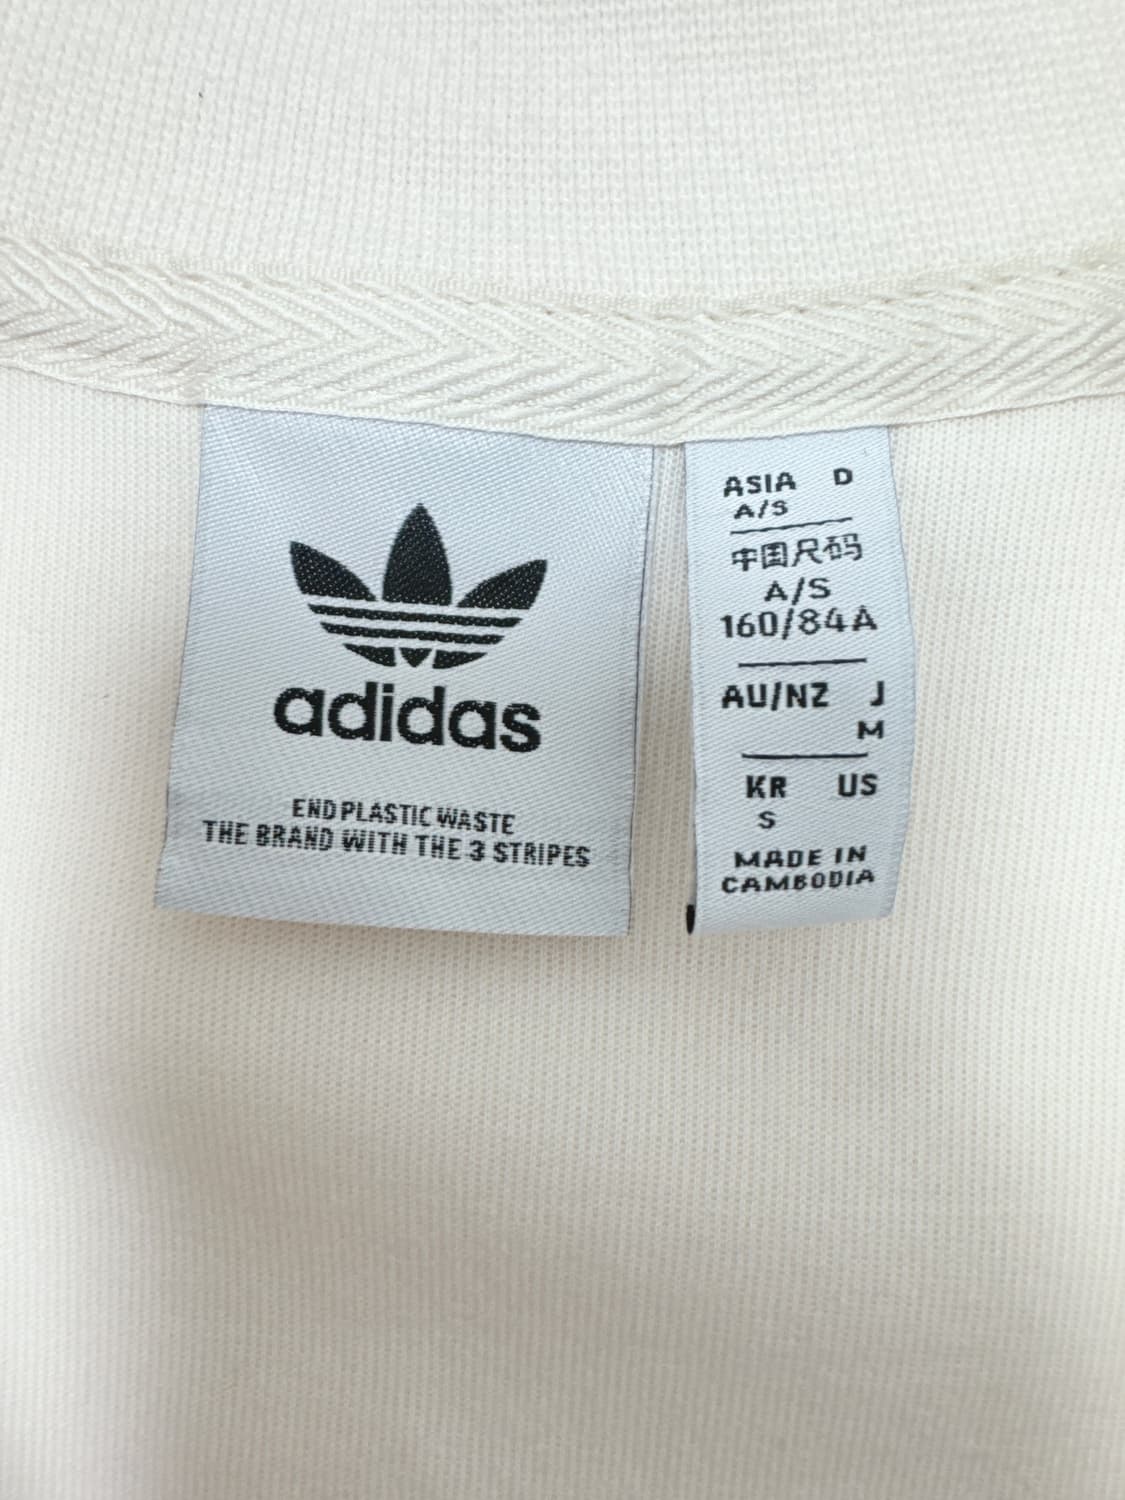 adidas
END PLASTIC WASTE
THE BRAND WITH THE 3 STRIPES
ASIA D
A/S
中国尺码
A/S
160/84A
AU/NZ J
M
KR US
S
MADE IN
CAMBODIA